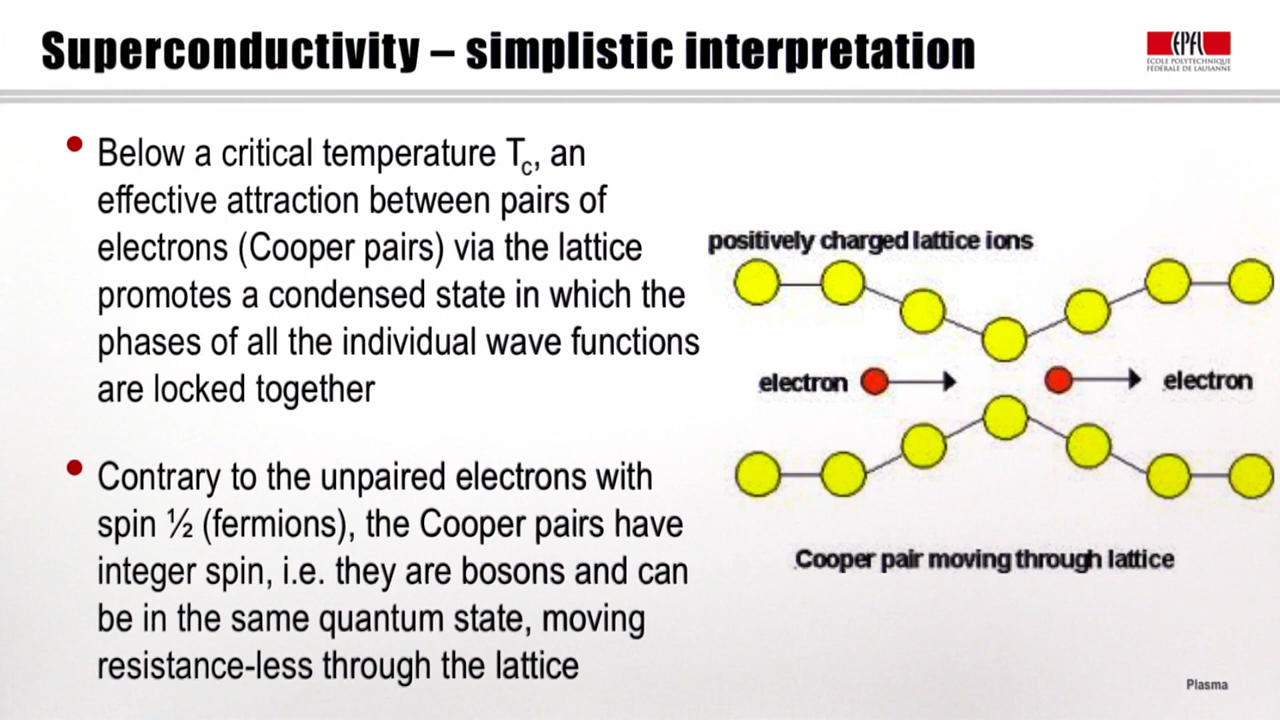 Superconductivity – simplistic interpretation
EPFL
ÉCOLE POLYTECHNIQUE
FÉDÉRALE DE LAUSANNE
• Below a critical temperature Tc, an
effective attraction between pairs of
electrons (Cooper pairs) via the lattice
promotes a condensed state in which the
phases of all the individual wave functions
are locked together
• Contrary to the unpaired electrons with
spin ½ (fermions), the Cooper pairs have
integer spin, i.e. they are bosons and can
be in the same quantum state, moving
resistance-less through the lattice
positively charged lattice ions
electron
electron
Cooper pair moving through lattice
Plasma